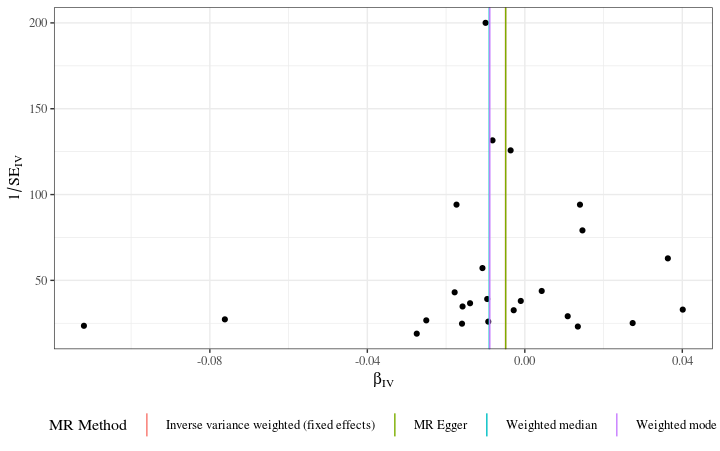 200
150
100
50
1/SE_IV
-0.08
-0.04
0.00
0.04
β_IV
MR Method
Inverse variance weighted (fixed effects)
MR Egger
Weighted median
Weighted mode